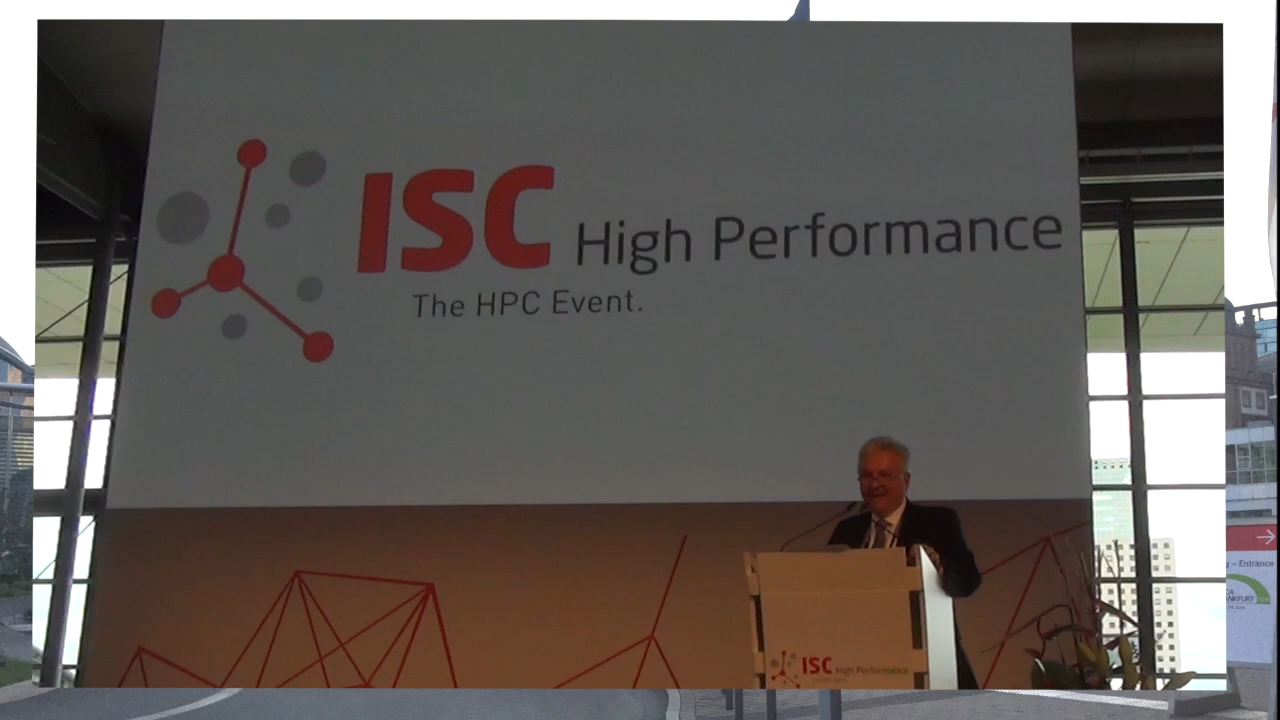 ISC High Performance
The HPC Event.
ISC High Performance
– Entrance